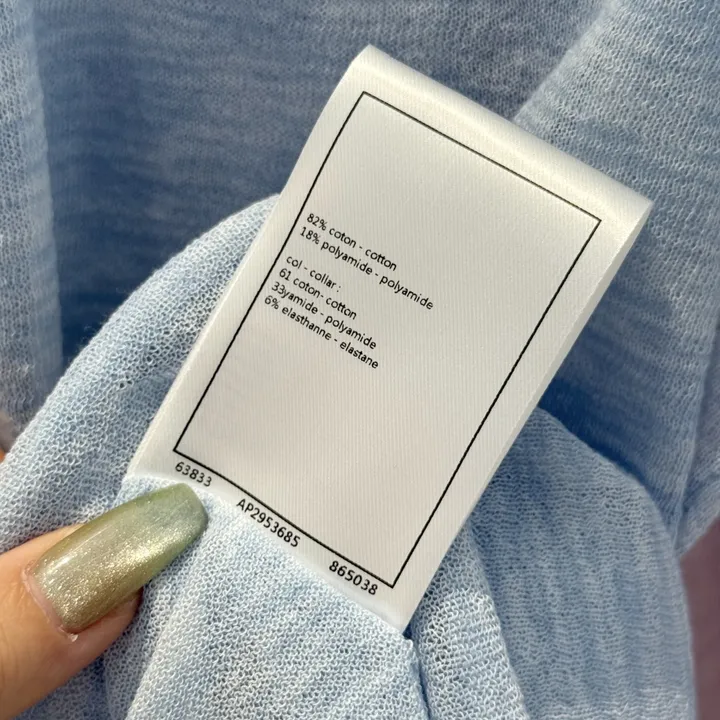 82% coton - cotton
18% polyamide - polyamide
col - collar :
61 coton- cotton
33yamide - polyamide
6% elasthanne - elastane
63833 AP2953685 865038